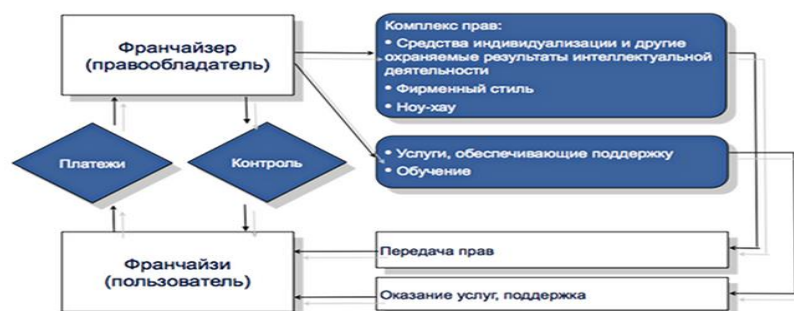 Франчайзер
(правообладатель)
Комплекс прав:
• Средства индивидуализации и другие
охраняемые результаты интеллектуальной
деятельности
• Фирменный стиль
• Ноу-хау
Платежи
Контроль
• Услуги, обеспечивающие поддержку
• Обучение
Франчайзи
(пользователь)
Передача прав
Оказание услуг, поддержка